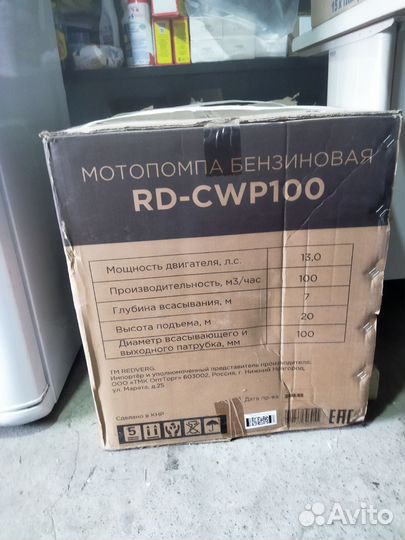 МОТОПОМПА БЕНЗИНОВАЯ
RD-CWP100
Мощность двигателя, л.с. 13,0
Производительность, м3/час 100
Глубина всасывания, м 7
Высота подъема, м 20
Диаметр всасывающего и
выходного патрубка, мм 100
TM REDVERG
Импортёр и уполномоченный представитель производителя:
ООО «ТМК ОптТорг» 603002, Россия, г. Нижний Новгород,
ул. Марата, д.25
Сделано в КНР
Дата пр-ва:
5
EAC
Avito